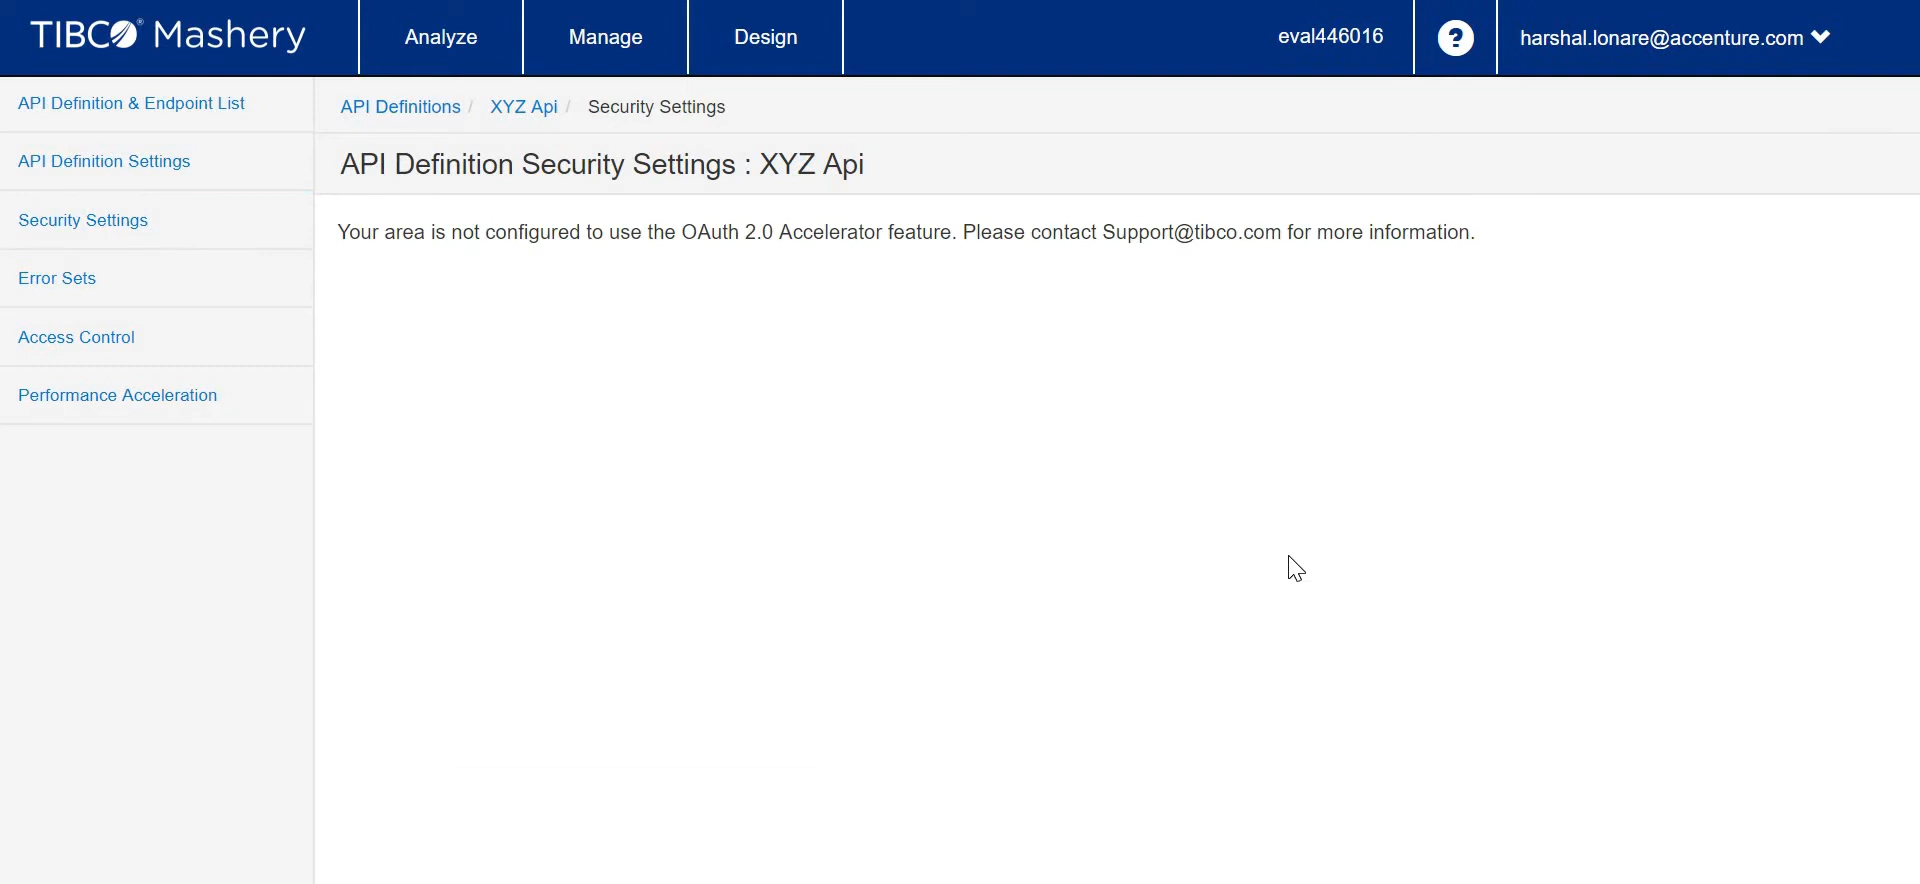 TIBCO® Mashery
Analyze
Manage
Design
eval446016
?
harshal.lonare@accenture.com
API Definition & Endpoint List
API Definition Settings
Security Settings
Error Sets
Access Control
Performance Acceleration
API Definitions / XYZ Api / Security Settings
API Definition Security Settings : XYZ Api
Your area is not configured to use the OAuth 2.0 Accelerator feature. Please contact Support@tibco.com for more information.